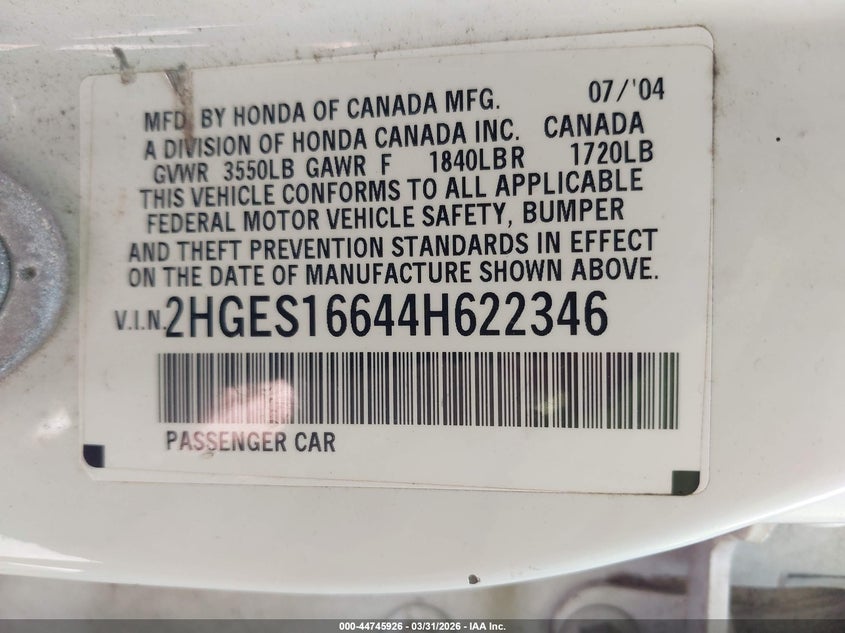 MFD. BY HONDA OF CANADA MFG. 07/'04
A DIVISION OF HONDA CANADA INC. CANADA
GVWR 3550LB GAWR F 1840LB R 1720LB
THIS VEHICLE CONFORMS TO ALL APPLICABLE
FEDERAL MOTOR VEHICLE SAFETY, BUMPER
AND THEFT PREVENTION STANDARDS IN EFFECT
ON THE DATE OF MANUFACTURE SHOWN ABOVE.
V.I.N. 2HGES16644H622346
PASSENGER CAR
000-44745926 - 03/31/2026 - IAA Inc.